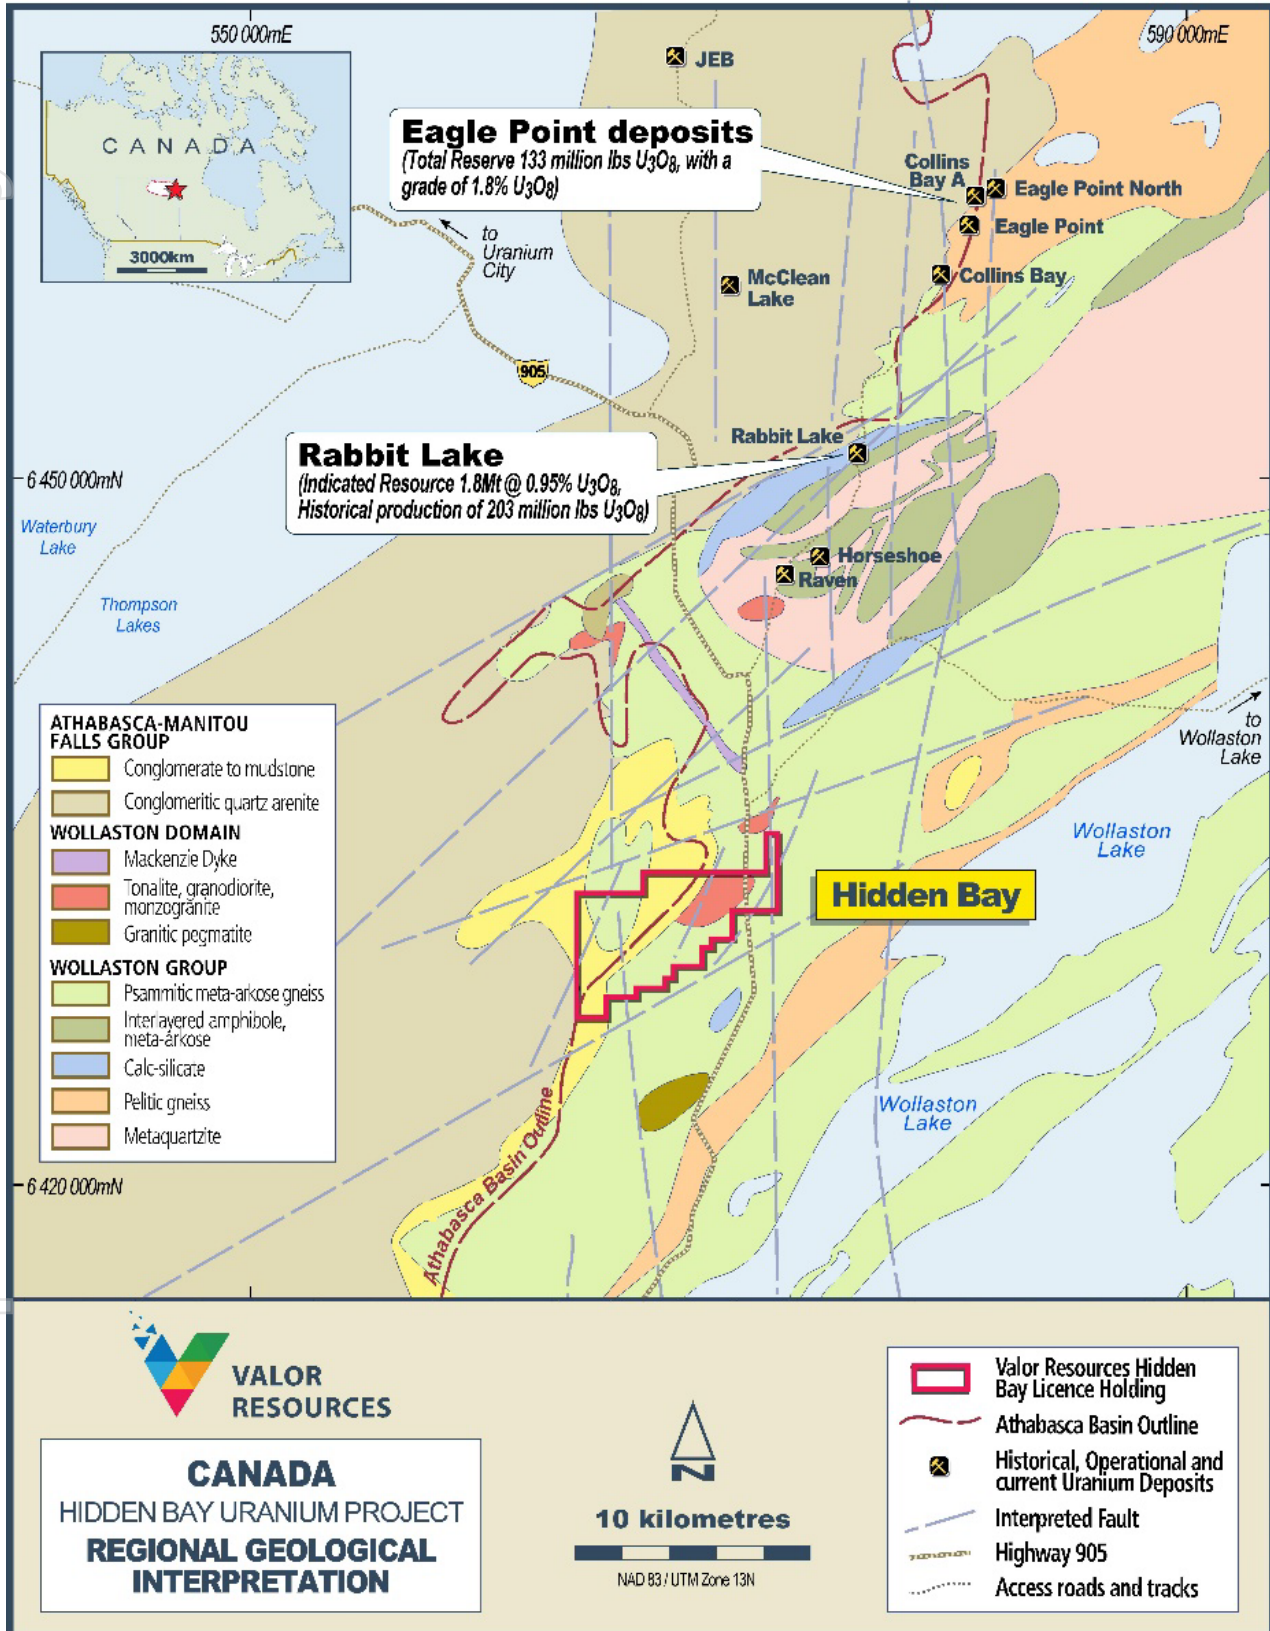 550 000mE
590 000mE
CANADA
3000km
JEB
Eagle Point deposits
(Total Reserve 133 million lbs U₃O₈, with a
grade of 1.8% U₃O₈)
Collins
Bay A
Eagle Point North
Eagle Point
Collins Bay
to
Uranium
City
McClean
Lake
905
Rabbit Lake
Rabbit Lake
(Indicated Resource 1.8Mt @ 0.95% U₃O₈,
Historical production of 203 million lbs U₃O₈)
6 450 000mN
Waterbury
Lake
Horseshoe
Raven
Thompson
Lakes
to
Wollaston
Lake
ATHABASCA-MANITOU
FALLS GROUP
Conglomerate to mudstone
Conglomeritic quartz arenite
WOLLASTON DOMAIN
Mackenzie Dyke
Tonalite, granodiorite,
monzogranite
Granitic pegmatite
WOLLASTON GROUP
Psammitic meta-arkose gneiss
Interlayered amphibole,
meta-arkose
Calc-silicate
Pelitic gneiss
Metaquartzite
Wollaston
Lake
Hidden Bay
Wollaston
Lake
6 420 000mN
Athabasca Basin Outline
VALOR
RESOURCES
CANADA
HIDDEN BAY URANIUM PROJECT
REGIONAL GEOLOGICAL
INTERPRETATION
N
10 kilometres
NAD 83 / UTM Zone 13N
Valor Resources Hidden
Bay Licence Holding
Athabasca Basin Outline
Historical, Operational and
current Uranium Deposits
Interpreted Fault
Highway 905
Access roads and tracks